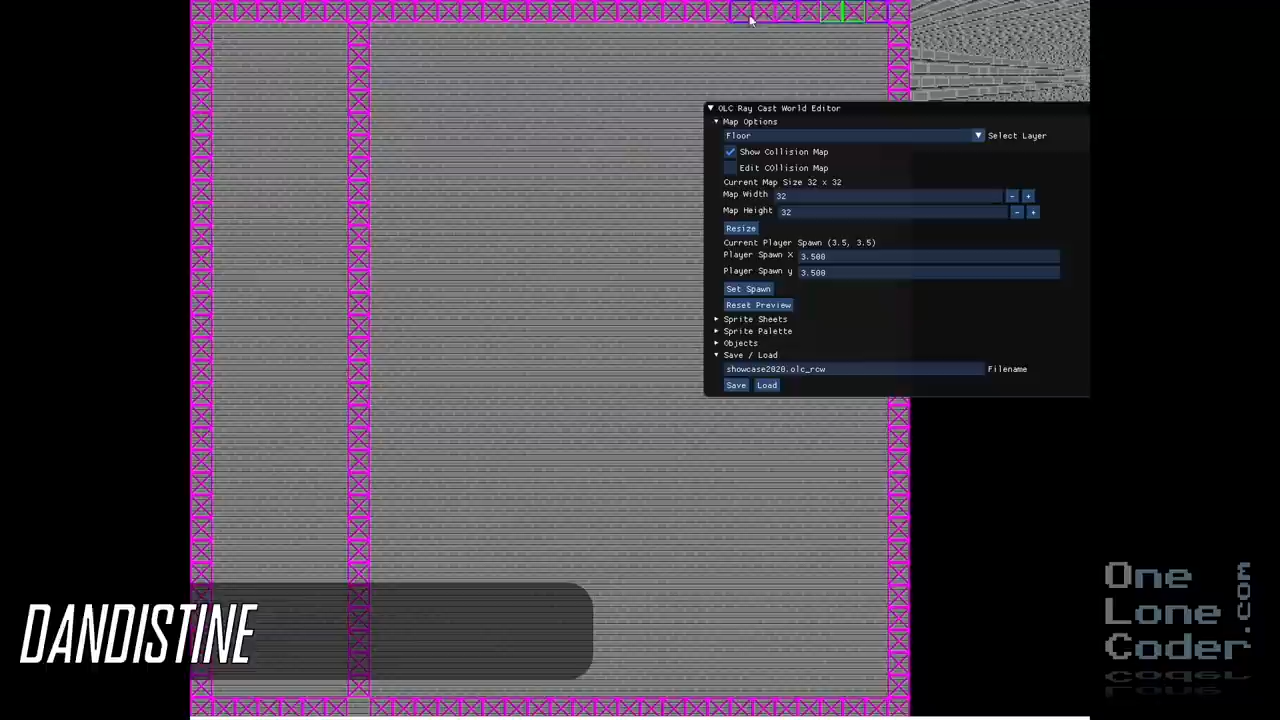 OLC Ray Cast World Editor
Map Options
Floor Select Layer
Show Collision Map
Edit COllision Map
Current Map Size 32 x 32
Map Width 32 - +
Map Height 32 - +
Resize
Current Player Spawn (3.5, 3.5)
Player Spawn X 3.500
Player Spawn y 3.500
Set Spawn
Reset Preview
Sprite Sheets
Sprite Palette
Objects
Save / Load
showcase2020.olc_rcw Filename
Save Load
DANDISTINE
One
Lone
Coder
.com